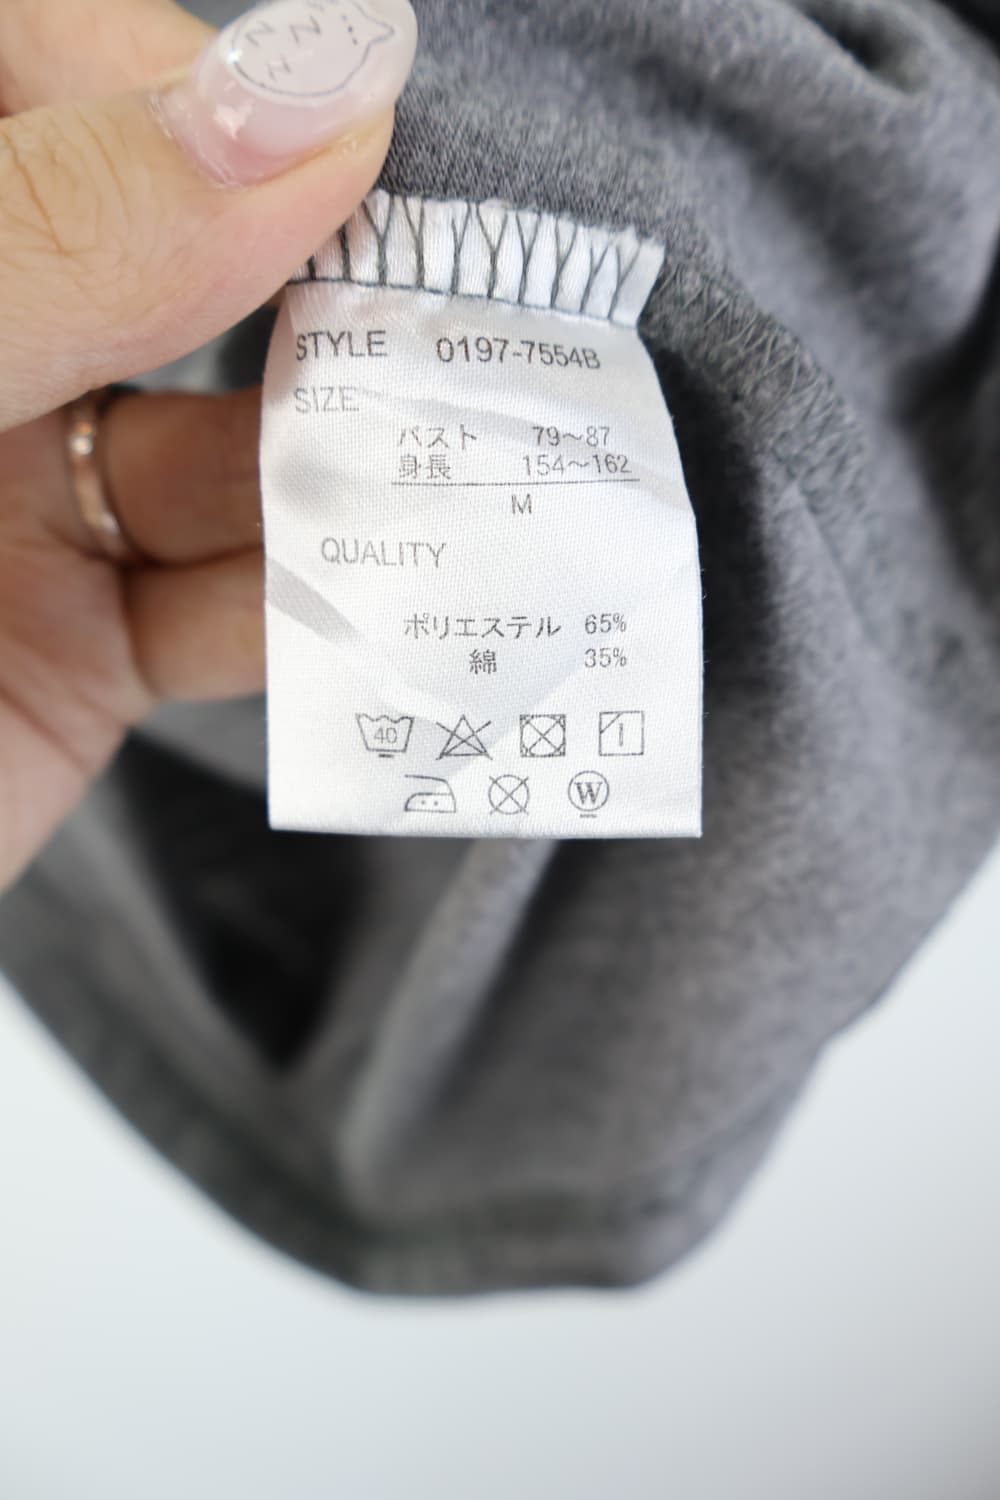 Z Z Z
Z Z
STYLE 0197-7554B
SIZE
バスト 79～87
身長 154～162
M
QUALITY
ポリエステル 65%
綿 35%
40
W